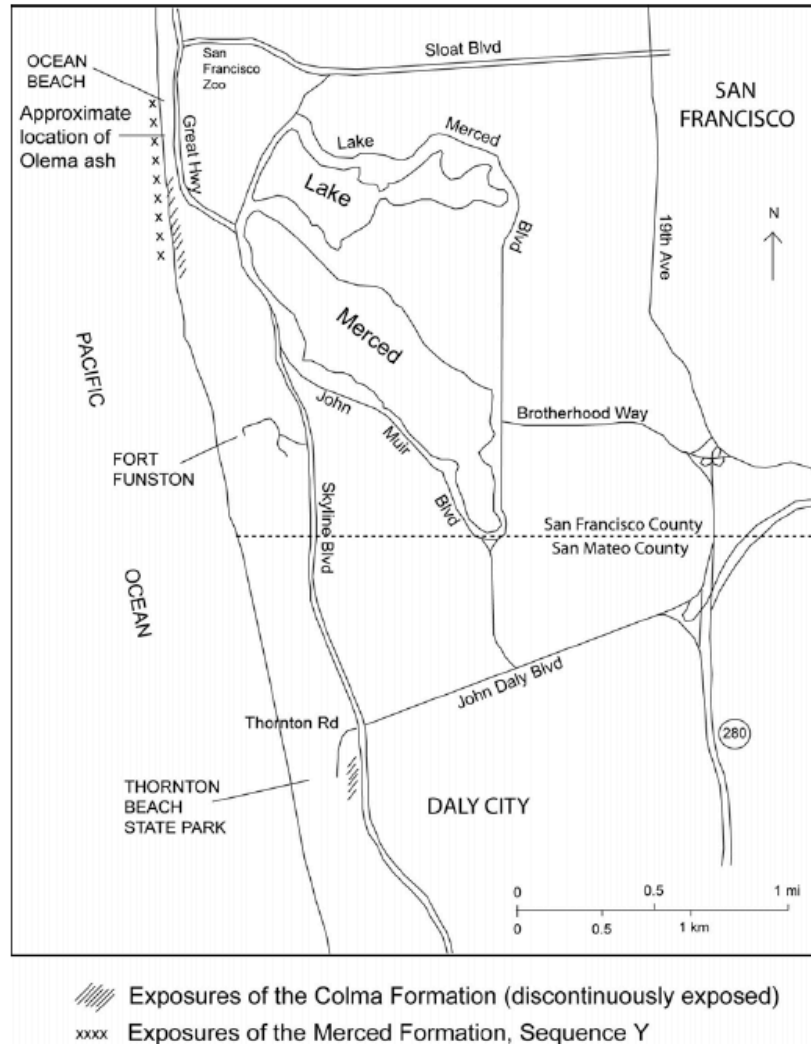 OCEAN
BEACH
San
Francisco
Zoo
Sloat Blvd
SAN
FRANCISCO
Approximate
location of
Olema ash
Great Hwy
Lake
Merced
Blvd
Lake
Merced
19th Ave
N
PACIFIC
OCEAN
John
Muir
Blvd
Brotherhood Way
FORT
FUNSTON
Skyline Blvd
San Francisco County
San Mateo County
John Daly Blvd
Thornton Rd
280
THORNTON
BEACH
STATE PARK
DALY CITY
0 0.5 1 mi
0 0.5 1 km
Exposures of the Colma Formation (discontinuously exposed)
xxxx Exposures of the Merced Formation, Sequence Y